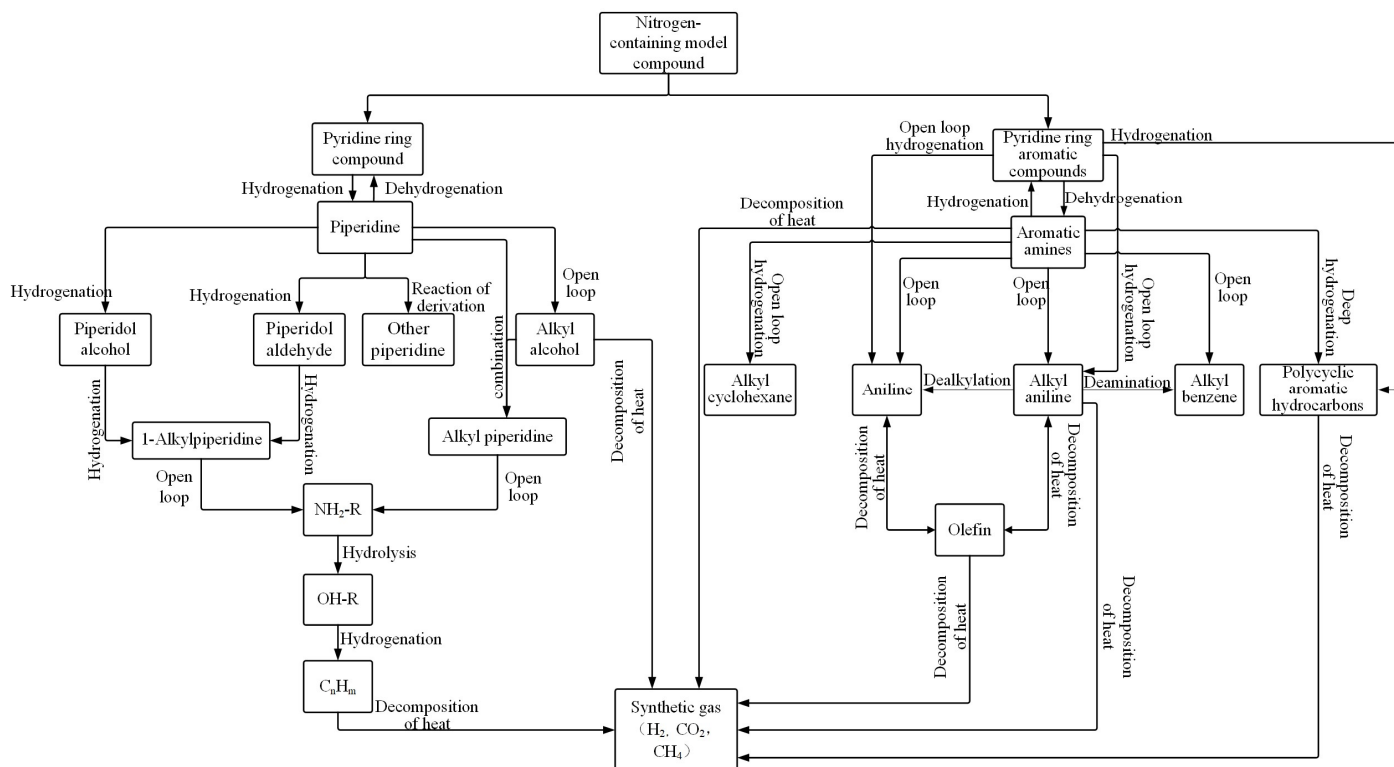 Nitrogen-
containing model
compound
Pyridine ring
compound
Hydrogenation
Dehydrogenation
Piperidine
Hydrogenation
Hydrogenation
Reaction of
derivation
combination
Open
loop
Piperidol
alcohol
Piperidol
aldehyde
Other
piperidine
Alkyl
alcohol
Hydrogenation
Hydrogenation
Decomposition
of heat
1-Alkylpiperidine
Alkyl piperidine
Open
loop
Open
loop
NH₂-R
Hydrolysis
OH-R
Hydrogenation
CₙHₘ
Decomposition
of heat
Open loop
hydrogenation
Pyridine ring
aromatic
compounds
Hydrogenation
Hydrogenation
Dehydrogenation
Decomposition
of heat
Aromatic
amines
Open loop
hydrogenation
Open
loop
Open
loop
Open loop
hydrogenation
Open
loop
Deep
hydrogenation
Alkyl
cyclohexane
Aniline
Dealkylation
Alkyl
aniline
Deamination
Alkyl
benzene
Polycyclic
aromatic
hydrocarbons
Decomposition
of heat
Decomposition
of heat
Olefin
Decomposition
of heat
Decomposition
of heat
Decomposition
of heat
Synthetic gas
(H₂, CO₂,
CH₄)